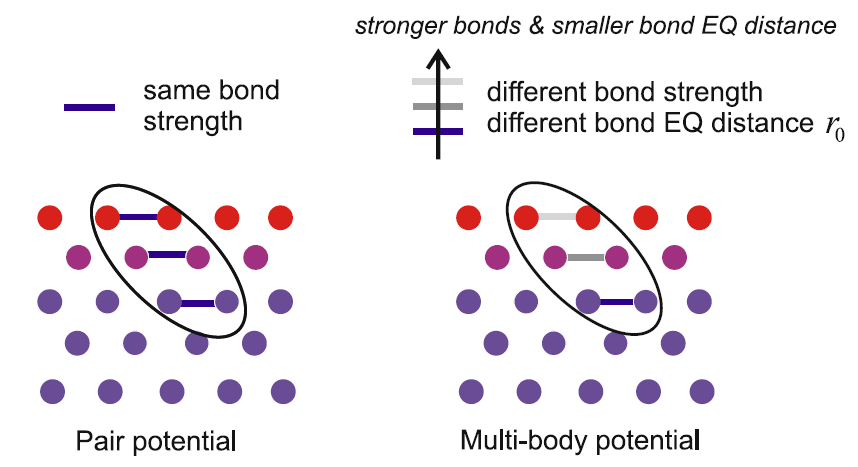 stronger bonds & smaller bond EQ distance
same bond
strength
different bond strength
different bond EQ distance r₀
Pair potential
Multi-body potential